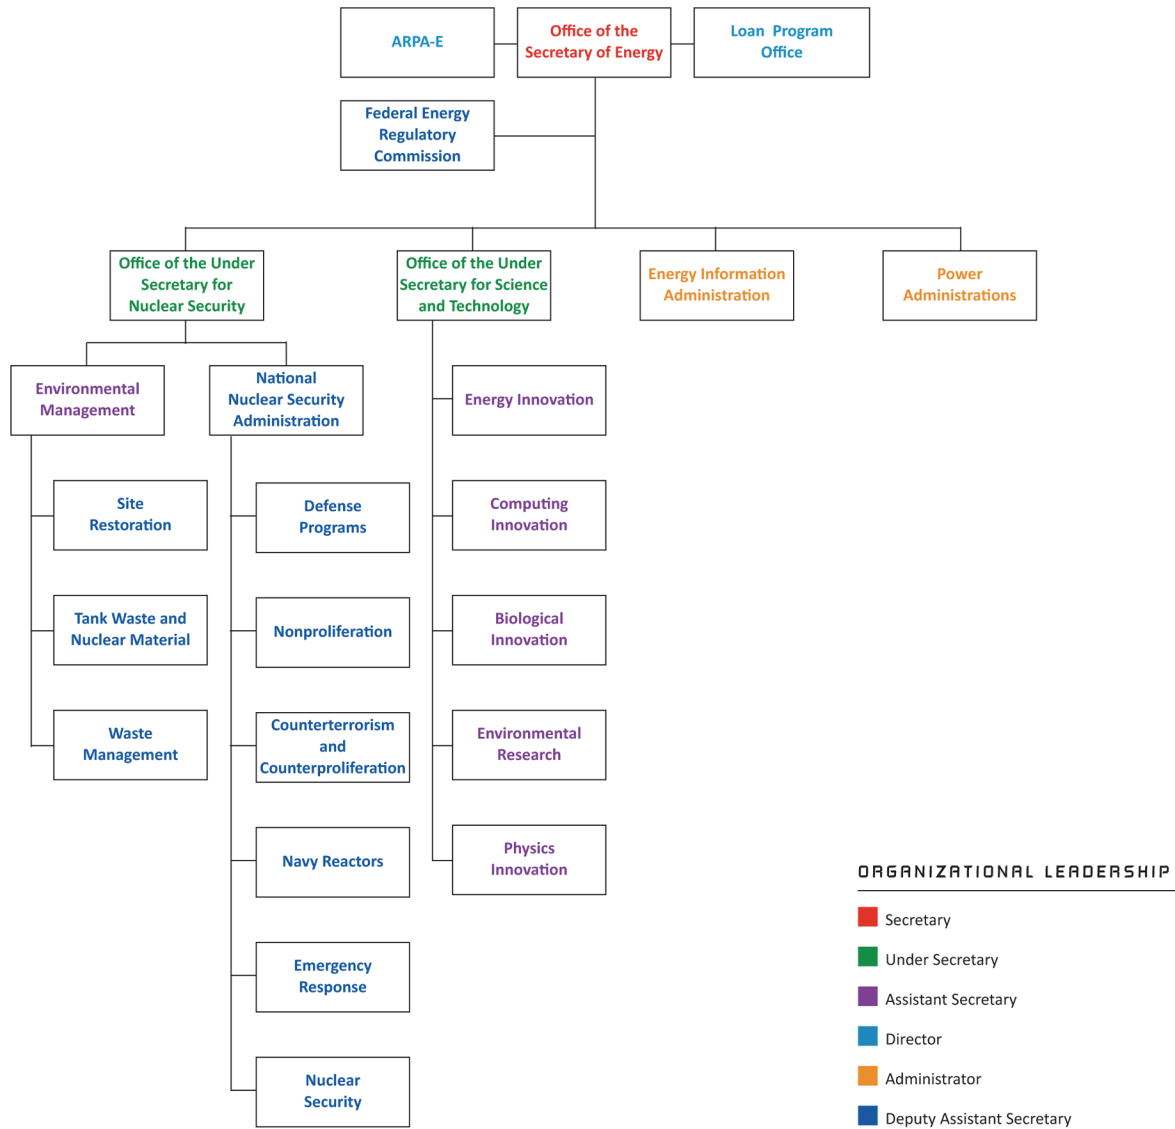 ARPA-E
Office of the
Secretary of Energy
Loan Program
Office
Federal Energy
Regulatory
Commission
Office of the Under
Secretary for
Nuclear Security
Office of the Under
Secretary for Science
and Technology
Energy Information
Administration
Power
Administrations
Environmental
Management
National
Nuclear Security
Administration
Energy Innovation
Site
Restoration
Defense
Programs
Computing
Innovation
Tank Waste and
Nuclear Material
Nonproliferation
Biological
Innovation
Waste
Management
Counterterrorism
and
Counterproliferation
Environmental
Research
Navy Reactors
Physics
Innovation
Emergency
Response
Nuclear
Security
ORGANIZATIONAL LEADERSHIP
Secretary
Under Secretary
Assistant Secretary
Director
Administrator
Deputy Assistant Secretary